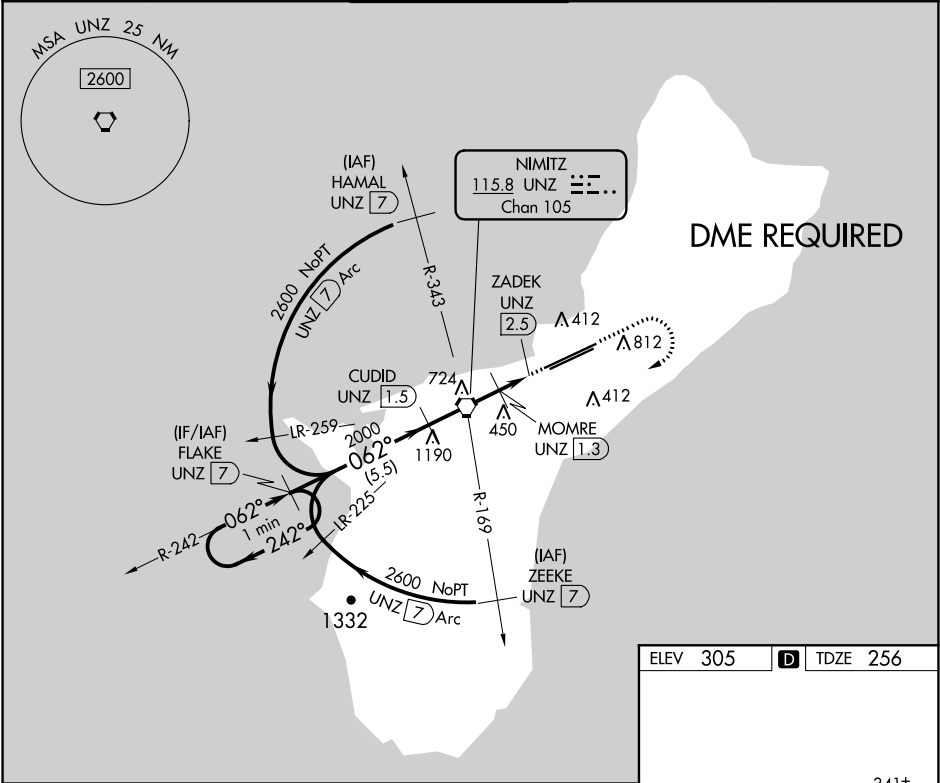 MSA UNZ 25 NM
2600
(IAF)
HAMAL
UNZ 7
NIMITZ
115.8 UNZ
Chan 105
DME REQUIRED
2600 NoPT
UNZ 7 Arc
R-343
ZADEK
UNZ
2.5
412
812
CUDID
UNZ 1.5
724
412
450
MOMRE
UNZ 1.3
1190
LR-259
2000
062°
(5.5)
(IF/IAF)
FLAKE
UNZ 7
LR-225
062°
1 min
242°
R-242
R-169
(IAF)
ZEEKE
UNZ 7
2600 NoPT
UNZ 7 Arc
1332
ELEV 305 D TDZE 256